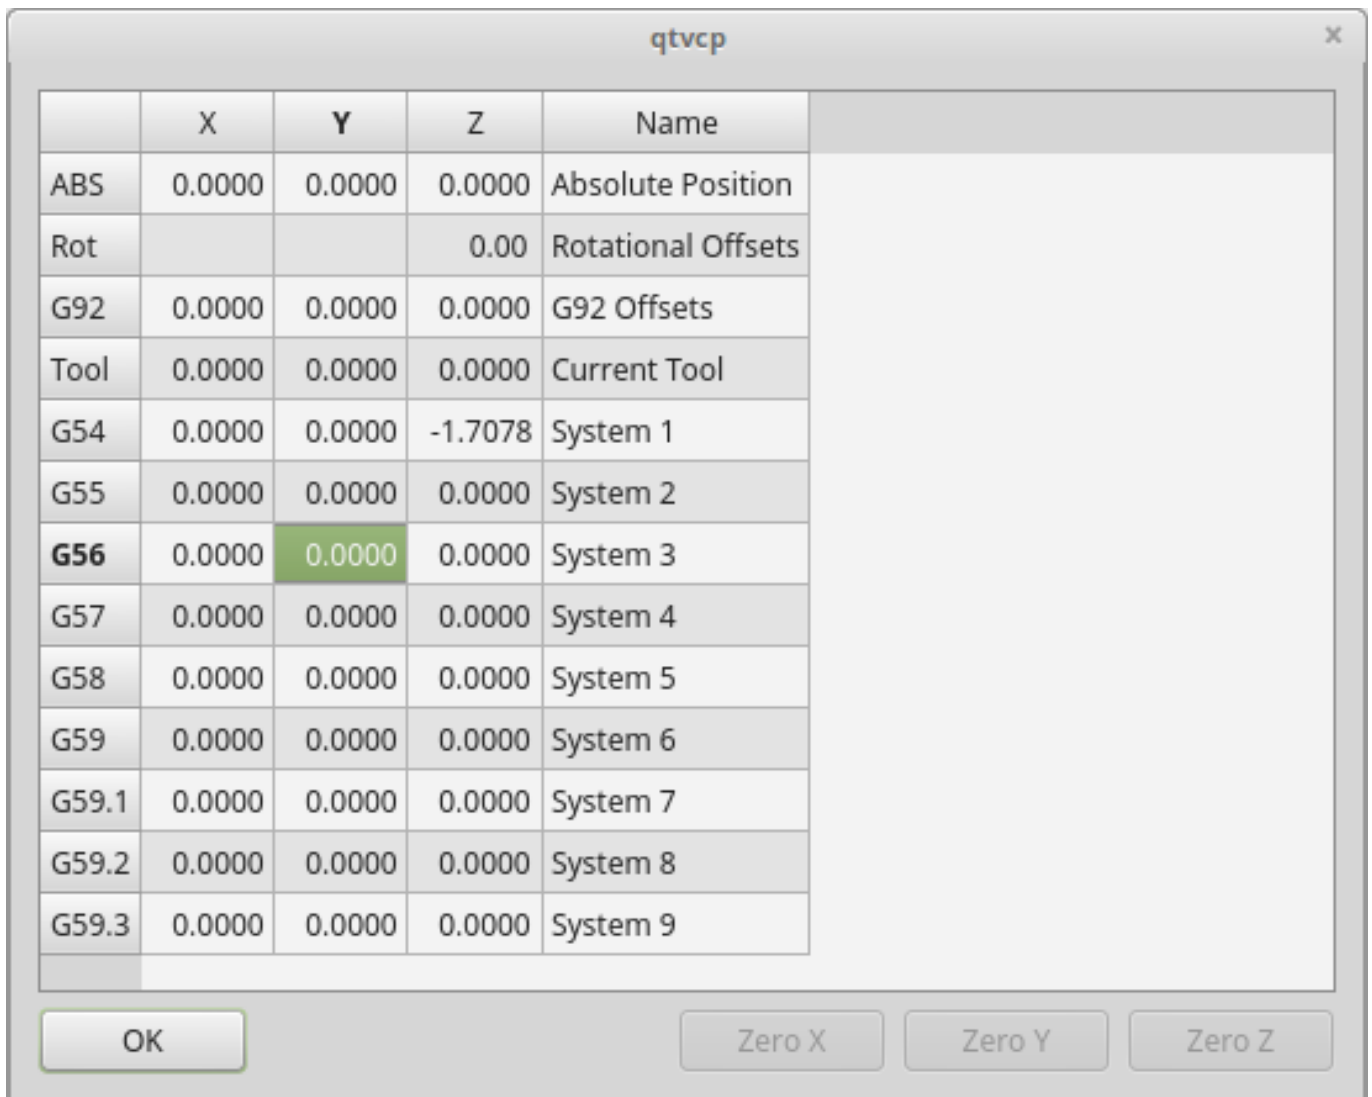 qtvcp ×
X Y Z Name
ABS 0.0000 0.0000 0.0000 Absolute Position
Rot 0.00 Rotational Offsets
G92 0.0000 0.0000 0.0000 G92 Offsets
Tool 0.0000 0.0000 0.0000 Current Tool
G54 0.0000 0.0000 -1.7078 System 1
G55 0.0000 0.0000 0.0000 System 2
G56 0.0000 0.0000 0.0000 System 3
G57 0.0000 0.0000 0.0000 System 4
G58 0.0000 0.0000 0.0000 System 5
G59 0.0000 0.0000 0.0000 System 6
G59.1 0.0000 0.0000 0.0000 System 7
G59.2 0.0000 0.0000 0.0000 System 8
G59.3 0.0000 0.0000 0.0000 System 9
OK Zero X Zero Y Zero Z